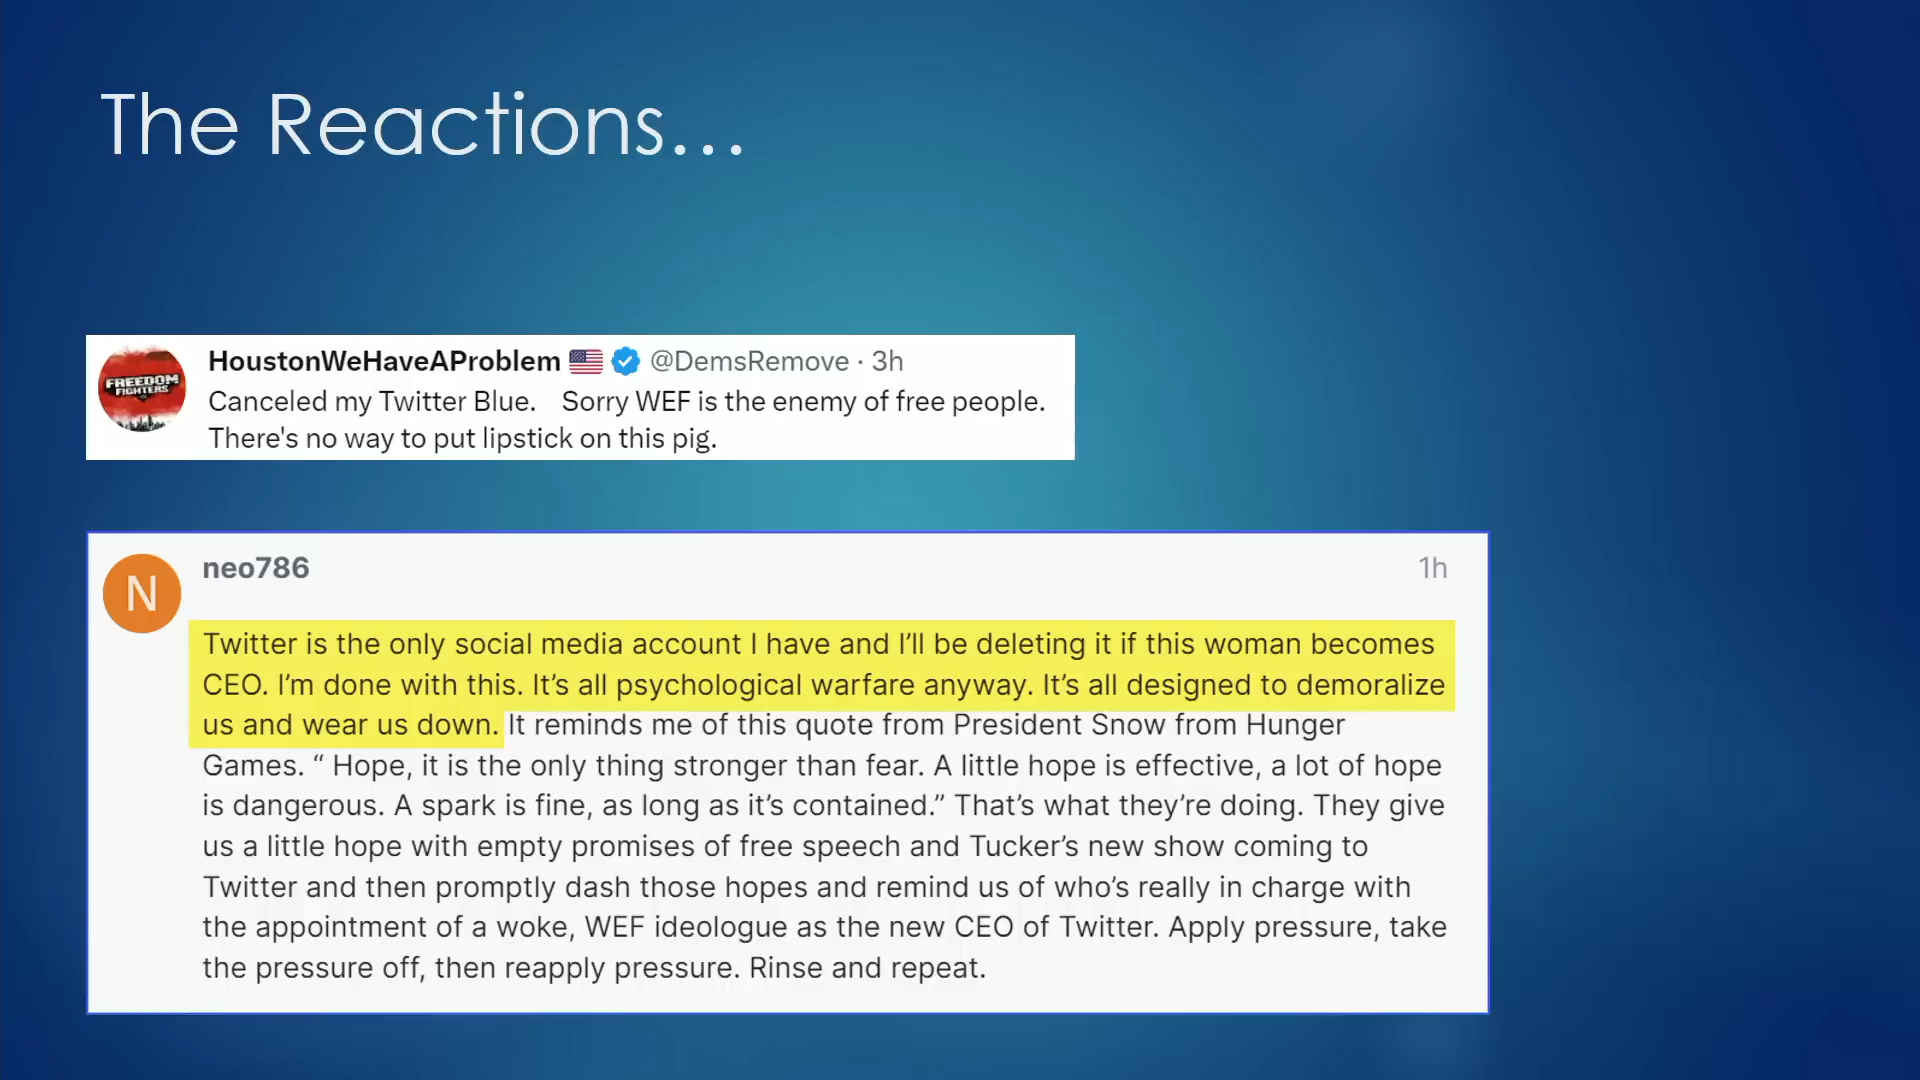 The Reactions...
FREEDOM
FIGHTERS
HoustonWeHaveAProblem @DemsRemove · 3h
Canceled my Twitter Blue. Sorry WEF is the enemy of free people.
There's no way to put lipstick on this pig.
N
neo786 1h
Twitter is the only social media account I have and I’ll be deleting it if this woman becomes
CEO. I’m done with this. It’s all psychological warfare anyway. It’s all designed to demoralize
us and wear us down. It reminds me of this quote from President Snow from Hunger
Games. “ Hope, it is the only thing stronger than fear. A little hope is effective, a lot of hope
is dangerous. A spark is fine, as long as it’s contained.” That’s what they’re doing. They give
us a little hope with empty promises of free speech and Tucker’s new show coming to
Twitter and then promptly dash those hopes and remind us of who’s really in charge with
the appointment of a woke, WEF ideologue as the new CEO of Twitter. Apply pressure, take
the pressure off, then reapply pressure. Rinse and repeat.